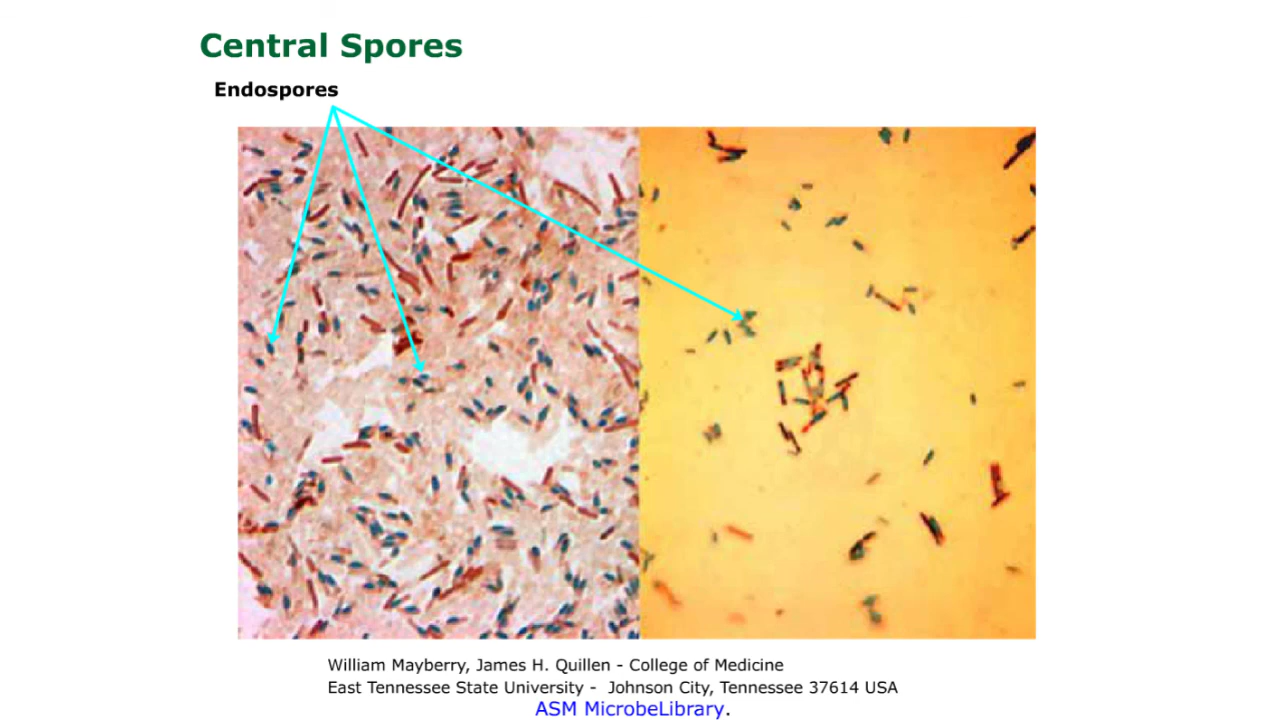 Central Spores
Endospores
William Mayberry, James H. Quillen - College of Medicine
East Tennessee State University -  Johnson City, Tennessee 37614 USA
ASM MicrobeLibrary.